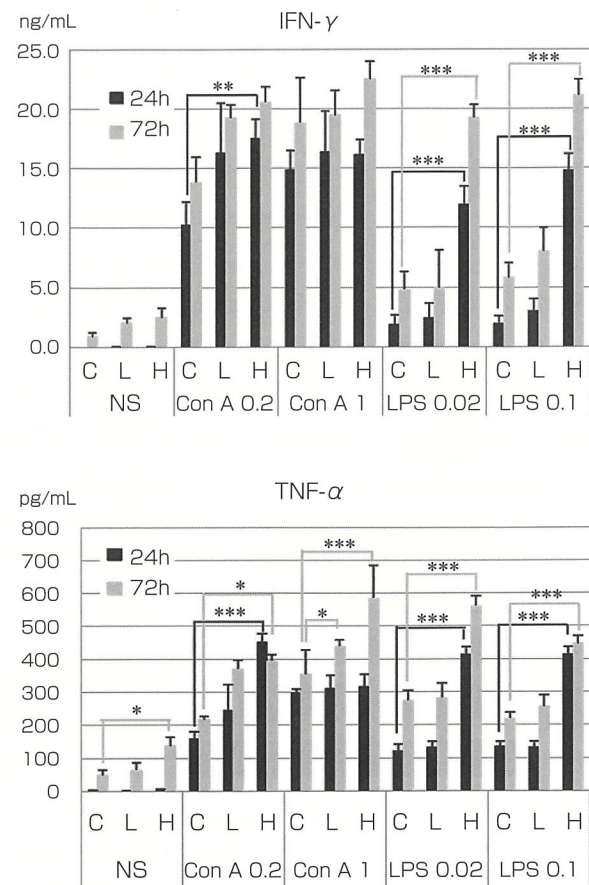 ng/mL IFN-γ
25.0
** *** ***
20.0 24h
72h *** ***
15.0
10.0
5.0
0.0
C L H C L H C L H C L H C L H
NS Con A 0.2 Con A 1 LPS 0.02 LPS 0.1
pg/mL TNF-α
800
700 24h *** ***
600 72h * *** ***
500 *** * ***
400
300
200 *
100
0
C L H C L H C L H C L H C L H
NS Con A 0.2 Con A 1 LPS 0.02 LPS 0.1